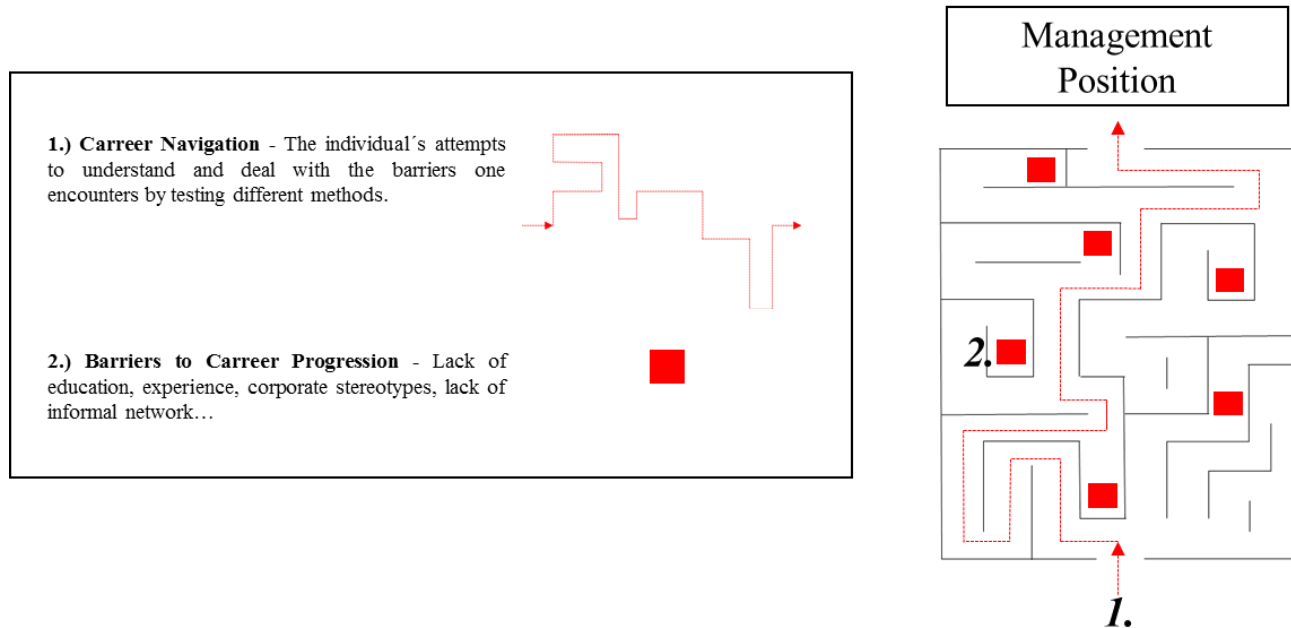 1.) Carreer Navigation - The individual´s attempts
to understand and deal with the barriers one
encounters by testing different methods.
2.) Barriers to Carreer Progression - Lack of
education, experience, corporate stereotypes, lack of
informal network…
Management
Position
2.
1.